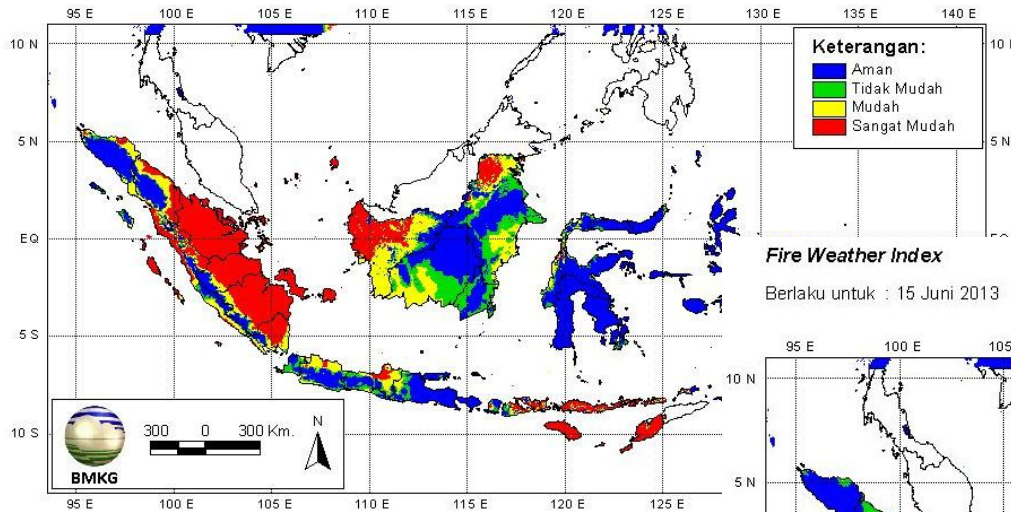 95 E 100 E 105 E 110 E 115 E 120 E 125 E 130 E 135 E 140 E
10 N
5 N
EQ
5 S
10 S
Keterangan:
Aman
Tidak Mudah
Mudah
Sangat Mudah
5 N
Fire Weather Index
Berlaku untuk : 15 Juni 2013
BMKG
300 0 300 Km.
N
95 E 100 E 105 E 110 E 115 E 120 E 125 E
95 E 100 E 105
10 N
5 N